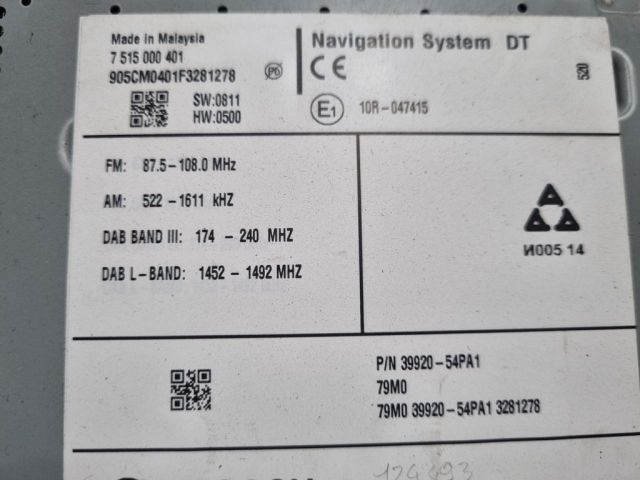 Made in Malaysia
7 515 000 401
905CM0401F3281278
SW:0811
HW:0500
Navigation System DT
CE
E1 10R-047415
520
FM: 87.5-108.0 MHz
AM: 522-1611 kHZ
DAB BAND III: 174 - 240 MHZ
DAB L-BAND: 1452 - 1492 MHZ
И005 14
P/N 39920-54PA1
79M0
79M0 39920-54PA1 3281278
124493